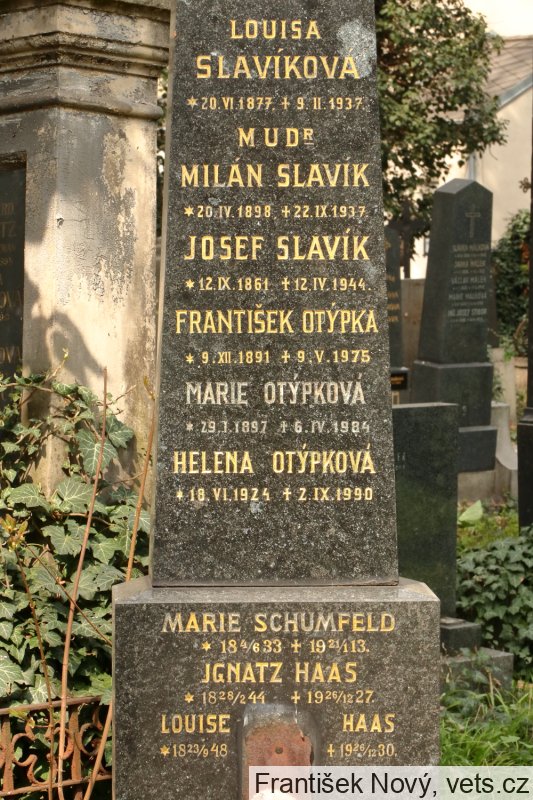 LOUISA
SLAVÍKOVÁ
*20.VI.1877. +9.II.1937.
MUDR
MILÁN SLAVÍK
*20.IV.1898 +22.IX.1937.
JOSEF SLAVÍK
*12.IX.1861 +12.IV.1944.
FRANTIŠEK OTÝPKA
*9.XII.1891 +9.V.1975
MARIE OTÝPKOVÁ
*29.I.1897 +6.IV.1984
HELENA OTÝPKOVÁ
*18.VI.1924 +2.IX.1990
MARIE SCHUMFELD
*18 4/6 33 +19 21/1 13.
JGNATZ HAAS
*18 28/2 44 +19 26/12 27.
LOUISE HAAS
*18 23/9 48 +19 26/12 30.
František Nový, vets.cz